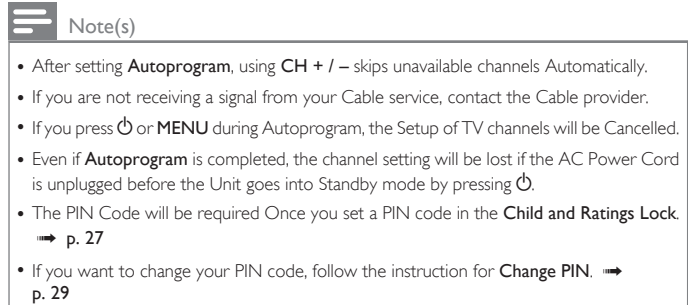 Note(s)
• After setting Autoprogram, using CH + / – skips unavailable channels Automatically.
• If you are not receiving a signal from your Cable service, contact the Cable provider.
• If you press ⏻ or MENU during Autoprogram, the Setup of TV channels will be Cancelled.
• Even if Autoprogram is completed, the channel setting will be lost if the AC Power Cord
is unplugged before the Unit goes into Standby mode by pressing ⏻.
• The PIN Code will be required Once you set a PIN code in the Child and Ratings Lock.
➟ p. 27
• If you want to change your PIN code, follow the instruction for Change PIN. ➟
p. 29